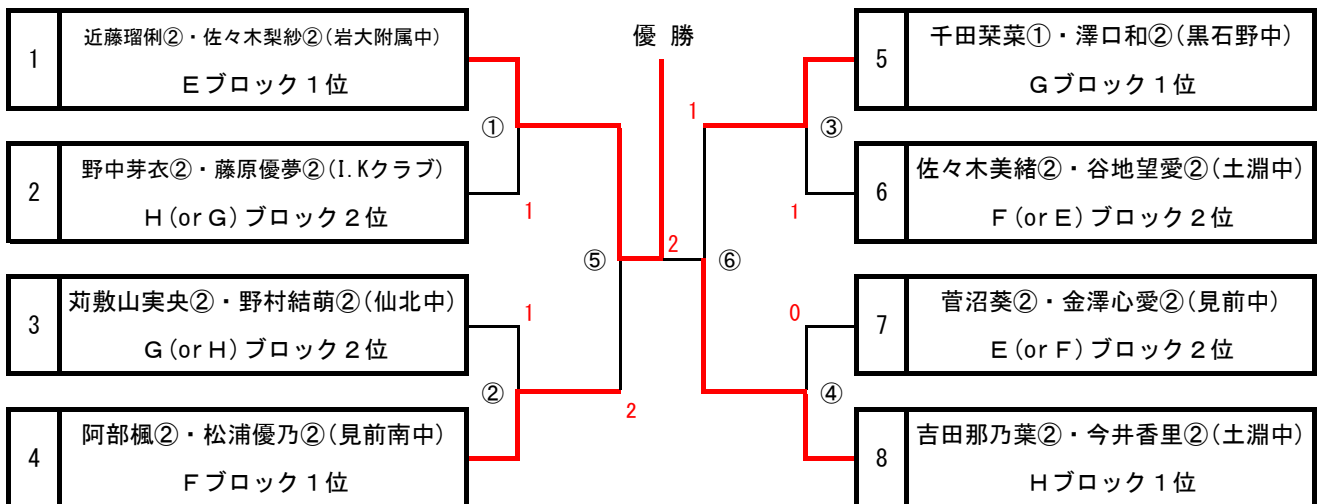 1
近藤瑠俐②・佐々木梨紗②(岩大附属中)
Eブロック1位
2
野中芽衣②・藤原優夢②(I.Kクラブ)
H(orG)ブロック2位
3
苅敷山実央②・野村結萌②(仙北中)
G(orH)ブロック2位
4
阿部楓②・松浦優乃②(見前南中)
Fブロック1位
①
1
1
②
⑤
2
優 勝
2
1
⑥
③
1
0
④
5
千田栞菜①・澤口和②(黒石野中)
Gブロック1位
6
佐々木美緒②・谷地望愛②(土淵中)
F(orE)ブロック2位
7
菅沼葵②・金澤心愛②(見前中)
E(orF)ブロック2位
8
吉田那乃葉②・今井香里②(土淵中)
Hブロック1位